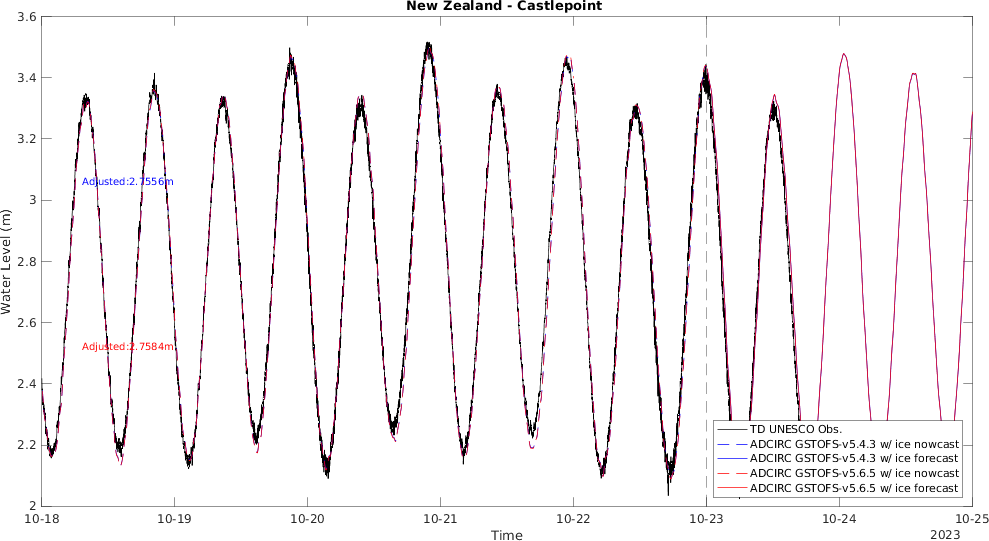 New Zealand - Castlepoint
3.6
3.4
3.2
3
2.8
2.6
2.4
2.2
2
Water Level (m)
Adjusted:2.7556m
Adjusted:2.7584m
TD UNESCO Obs.
ADCIRC GSTOFS-v5.4.3 w/ ice nowcast
ADCIRC GSTOFS-v5.4.3 w/ ice forecast
ADCIRC GSTOFS-v5.6.5 w/ ice nowcast
ADCIRC GSTOFS-v5.6.5 w/ ice forecast
10-18 10-19 10-20 10-21 10-22 10-23 10-24 10-25
Time
2023